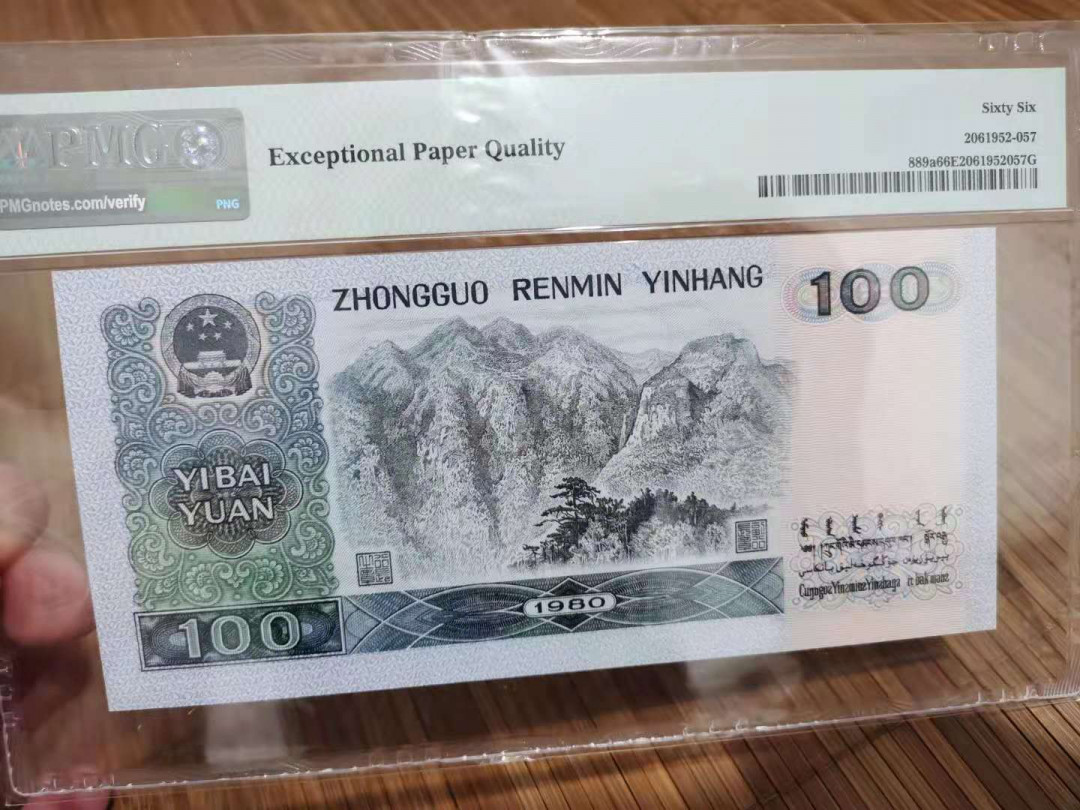 PMG
PMGnotes.com/verify
PNG
Exceptional Paper Quality
Sixty Six
2061952-057
889a66E2061952057G
ZHONGGUO RENMIN YINHANG
100
YIBAI
YUAN
1980
100